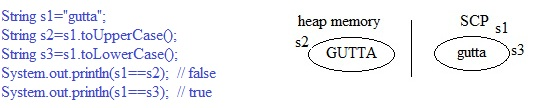 String s1="gutta";
String s2=s1.toUpperCase();
String s3=s1.toLowerCase();
System.out.println(s1==s2); // false
System.out.println(s1==s3); // true
heap memory
s2
GUTTA
SCP
s1
gutta
s3